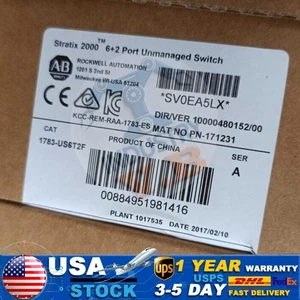 Stratix 2000™ 6+2 Port Unmanaged Switch
AB
ROCKWELL AUTOMATION
1201 S 2nd St
Milwaukee WI-USA 53204
*SV0EA5LX*
DIR/VER 10000480152/00
KCC-REM-RAA-1783-ES MAT NO PN-171231
CAT
PRODUCT OF CHINA
SER
1783-US6T2F
A
00884951981416
PLANT 1017535
DATE 2017/02/10
USA
STOCK
ups
1 YEAR WARRANTY
3-5 DAY
DHL
FedEx
FAST DELIVERY